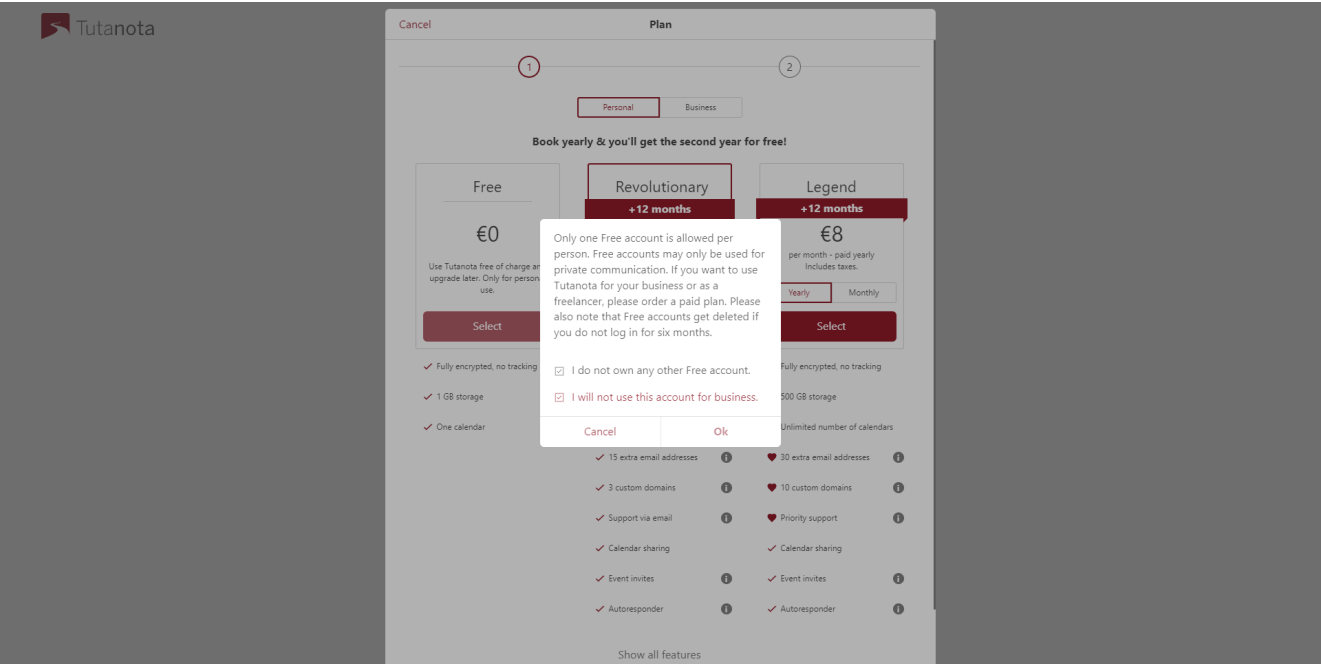 Tutanota
Cancel
Plan
1
2
Personal
Business
Book yearly & you'll get the second year for free!
Free
€0
Use Tutanota free of charge an
upgrade later. Only for person
use.
Select
Fully encrypted, no tracking
1 GB storage
One calendar
Revolutionary
+12 months
15 extra email addresses
3 custom domains
Support via email
Calendar sharing
Event invites
Autoresponder
Legend
+12 months
€8
per month - paid yearly
Includes taxes.
Yearly
Monthly
Select
Fully encrypted, no tracking
500 GB storage
Unlimited number of calendars
30 extra email addresses
10 custom domains
Priority support
Calendar sharing
Event invites
Autoresponder
Only one Free account is allowed per
person. Free accounts may only be used for
private communication. If you want to use
Tutanota for your business or as a
freelancer, please order a paid plan. Please
also note that Free accounts get deleted if
you do not log in for six months.
I do not own any other Free account.
I will not use this account for business.
Cancel
Ok
Show all features